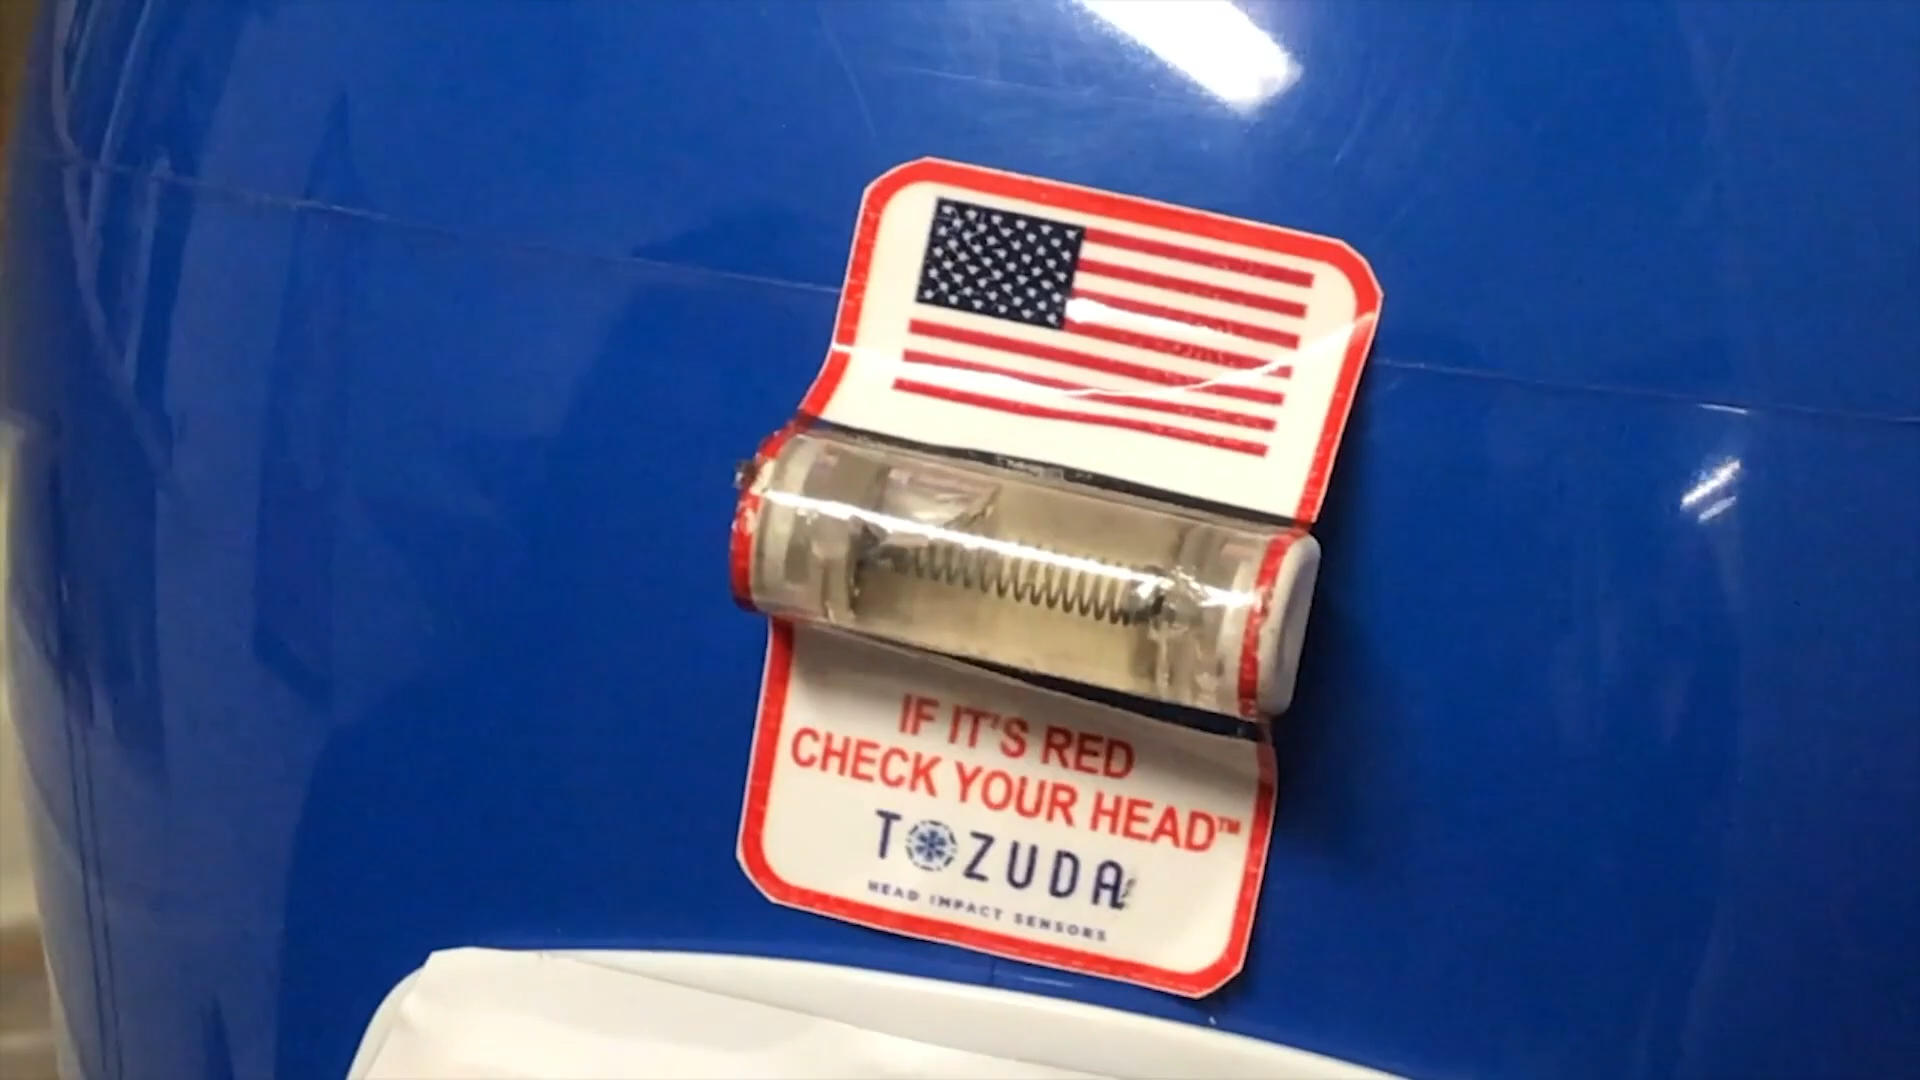 IF IT'S RED
CHECK YOUR HEAD™
TOZUDA
HEAD IMPACT SENSORS